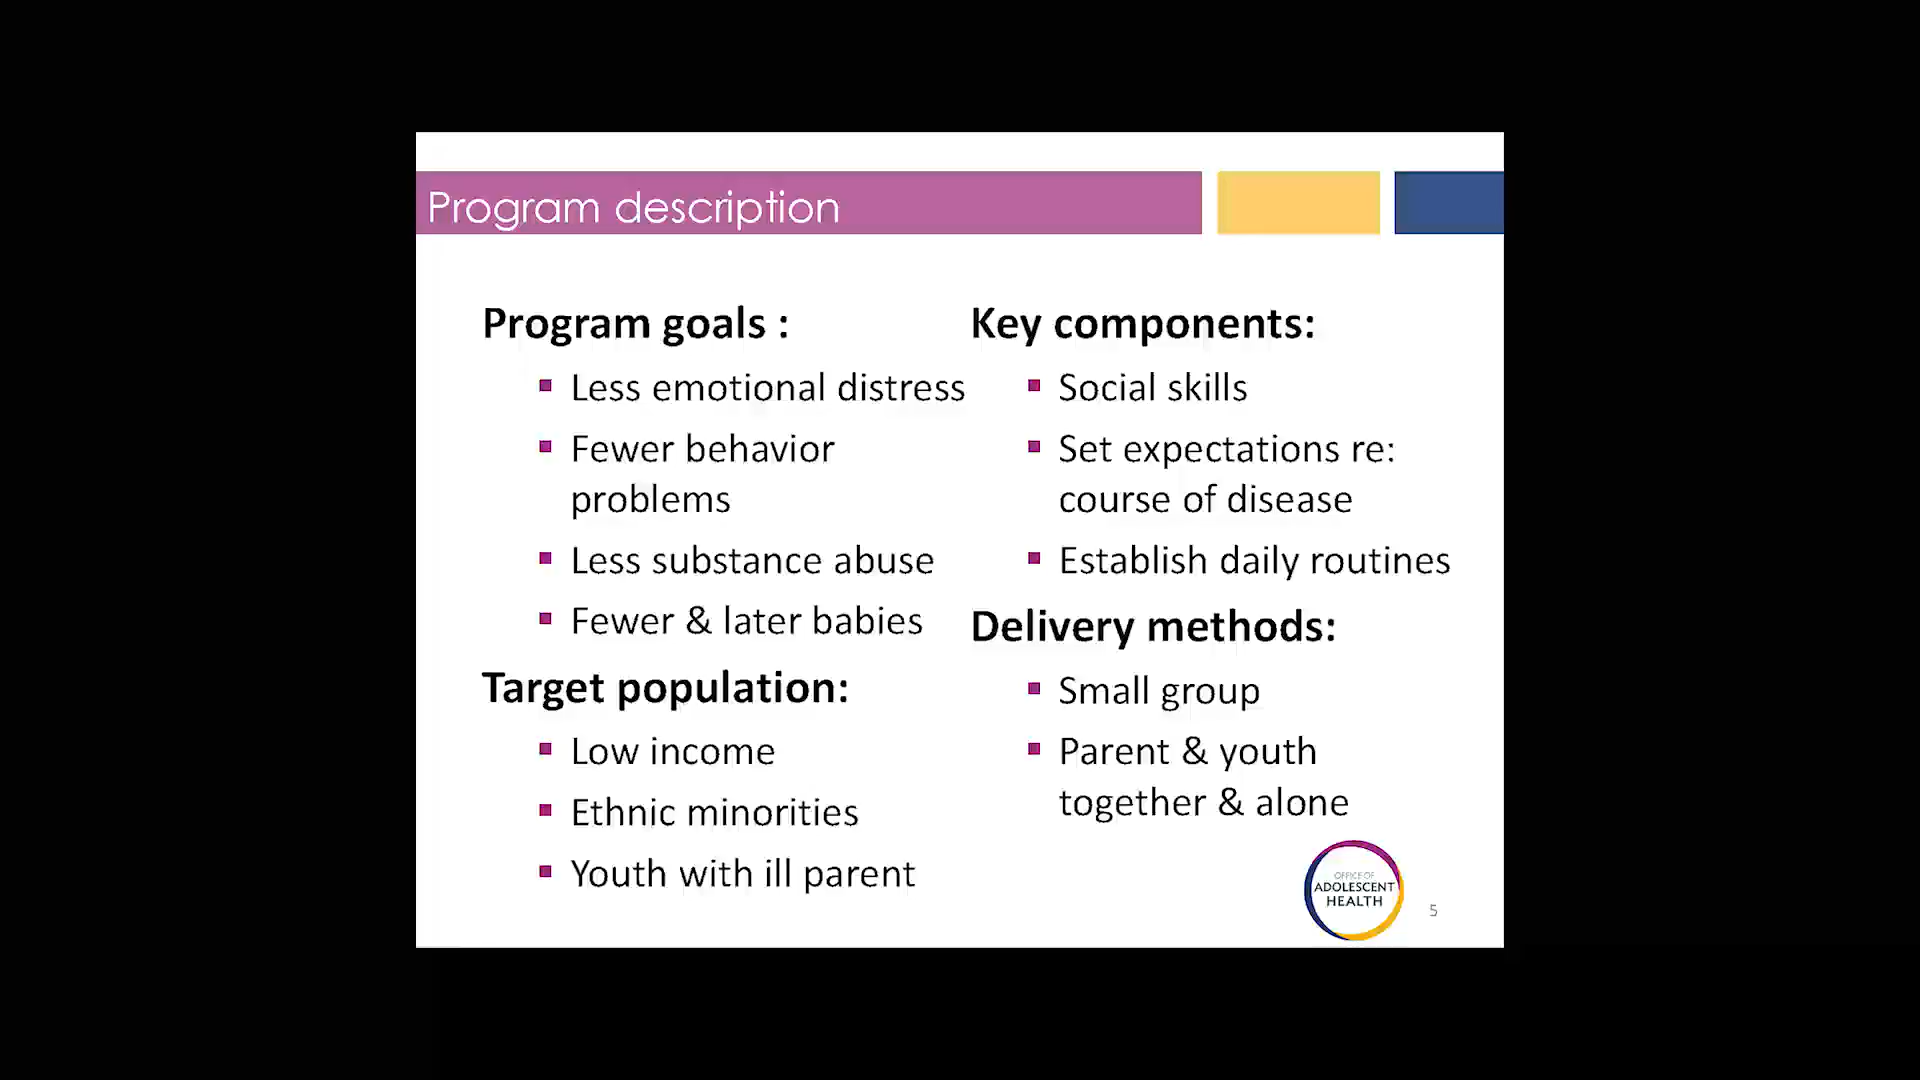 Program description
Program goals :
Less emotional distress
Fewer behavior
problems
Less substance abuse
Fewer & later babies
Target population:
Low income
Ethnic minorities
Youth with ill parent
Key components:
Social skills
Set expectations re:
course of disease
Establish daily routines
Delivery methods:
Small group
Parent & youth
together & alone
OFFICE OF
ADOLESCENT
HEALTH
5